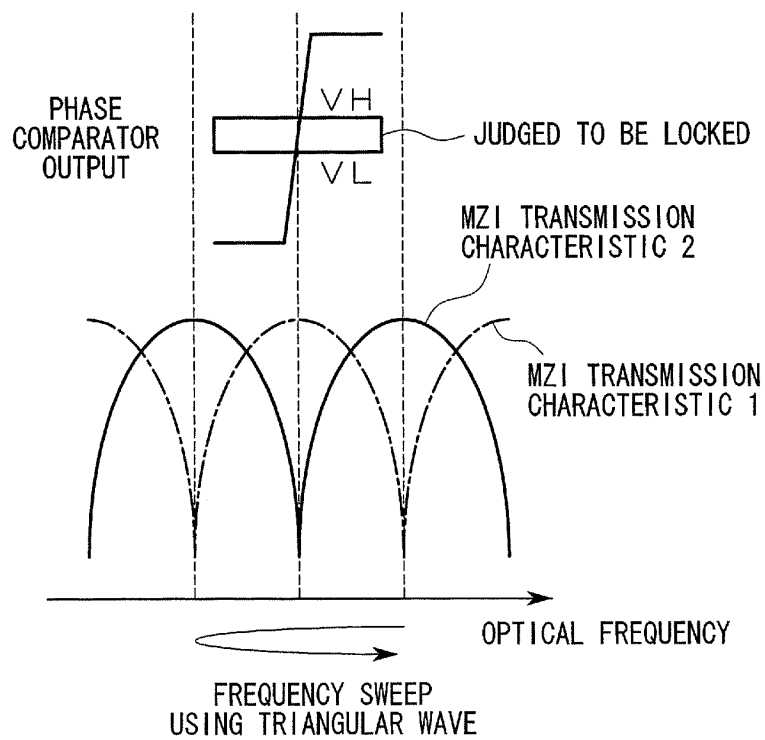 PHASE
COMPARATOR
OUTPUT
VH
VL
JUDGED TO BE LOCKED
MZI TRANSMISSION
CHARACTERISTIC 2
MZI TRANSMISSION
CHARACTERISTIC 1
OPTICAL FREQUENCY
FREQUENCY SWEEP
USING TRIANGULAR WAVE